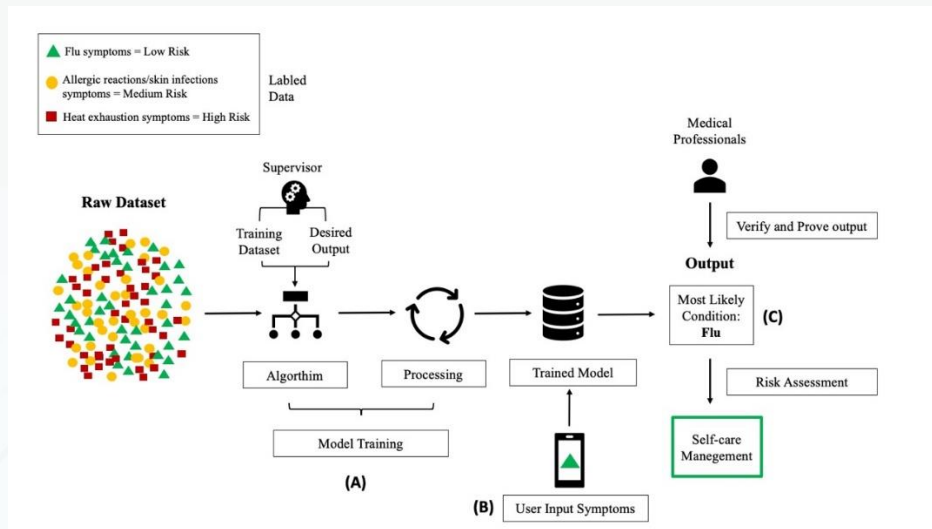 Flu symptoms = Low Risk
Allergic reactions/skin infections
symptoms = Medium Risk
Heat exhaustion symptoms = High Risk
Labled
Data
Medical
Professionals
Supervisor
Raw Dataset
Training
Dataset
Desired
Output
Verify and Prove output
Output
Most Likely
Condition:
Flu
(C)
Algorthim
Processing
Trained Model
Risk Assessment
Model Training
Self-care
Manegement
(A)
(B)
User Input Symptoms